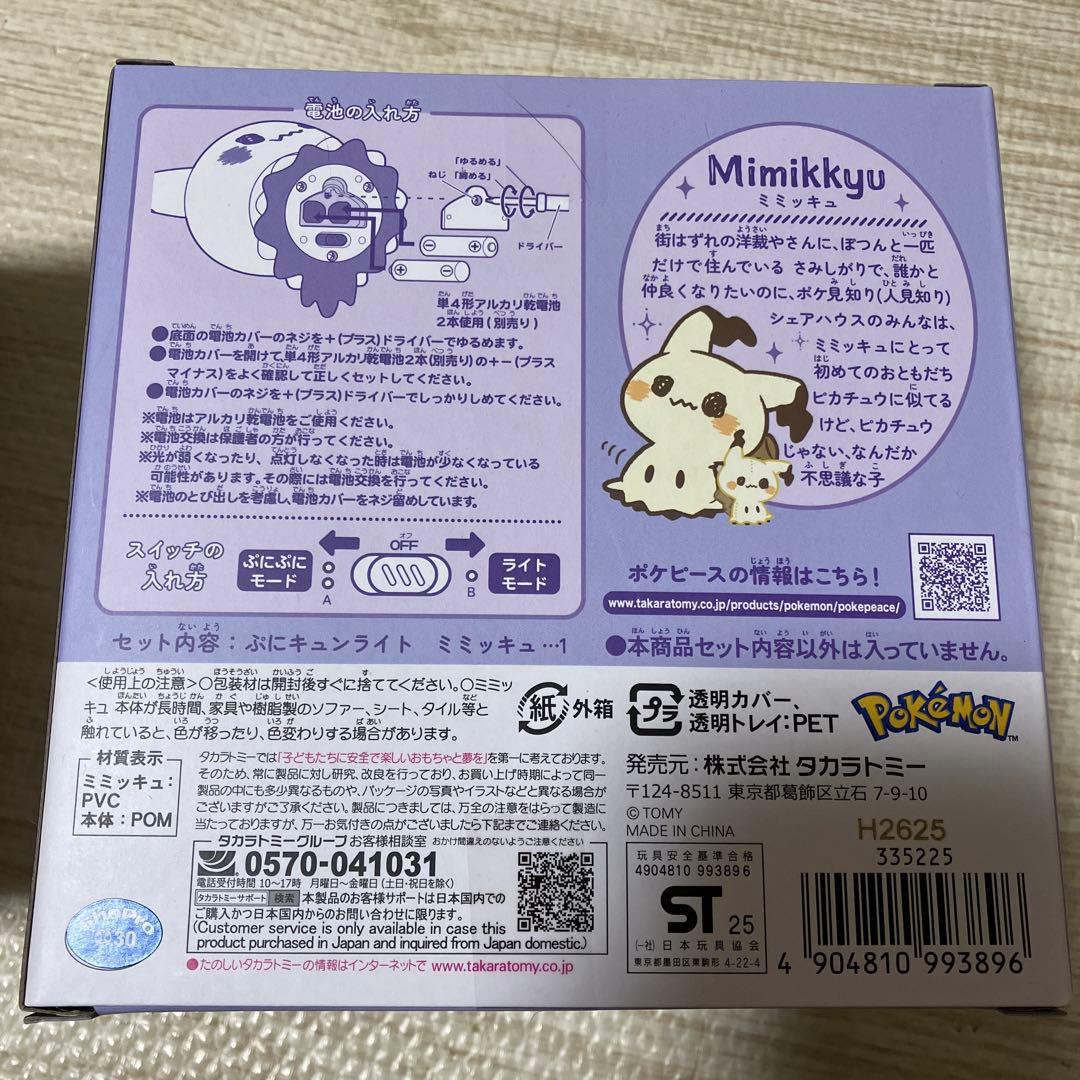 電池の入れ方
「ゆるめる」
ねじ「締める」
ドライバー
単4形アルカリ乾電池
2本使用(別売り)
●底面の電池カバーのネジを+(プラス)ドライバーでゆるめます。
●電池カバーを開けて、単4形アルカリ乾電池2本(別売り)の+-(プラス
マイナス)をよく確認して正しくセットしてください。
●電池カバーのネジを+(プラス)ドライバーでしっかりしめてください。
※電池はアルカリ乾電池をご使用ください。
※電池交換は保護者の方が行ってください。
※光が弱くなったり、点灯しなくなった時は電池が少なくなっている
可能性があります。その際には電池交換を行ってください。
※電池のとび出しを考慮し、電池カバーをネジ留めしています。
スイッチの
入れ方
ぷにぷに
モード
A
オフ
OFF
B
ライト
モード
セット内容:ぷにキュンライト ミミッキュ…1
Mimikkyu
ミミッキュ
街はずれの洋裁やさんに、ぽつんと一匹
だけで住んでいる さみしがりで、誰かと
仲良くなりたいのに、ポケ見知り(人見知り)
シェアハウスのみんなは、
ミミッキュにとって
初めてのおともだち
ピカチュウに似てる
けど、ピカチュウ
じゃない、なんだか
不思議な子
ポケピースの情報はこちら!
www.takaratomy.co.jp/products/pokemon/pokepeace/
●本商品セット内容以外は入っていません。
<使用上の注意>○包装材は開封後すぐに捨ててください。○ミミッ
キュ 本体が長時間、家具や樹脂製のソファー、シート、タイル等と
触れていると、色が移ったり、色変わりする場合があります。
紙 外箱
プラ
透明カバー、
透明トレイ:PET
POKéMON
TM
材質表示
ミミッキュ:
PVC
本体:POM
タカラトミーでは「子どもたちに安全で楽しいおもちゃと夢を」を第一に考えております。
そのため、常に製品に対し研究、改良を行っており、お買い上げ時期によって同一
製品の中にも多少異なるものや、パッケージの写真やイラストなどと異なる場合が
ございますがご了承ください。製品につきましては、万全の注意をはらって製造に
当たっておりますが、万一お気付きの点がございましたら下記までご連絡ください。
タカラトミーグループお客様相談室 おかけ間違えのないようご注意ください
0570-041031
電話受付時間 10〜17時 月曜日〜金曜日(土日・祝日を除く)
タカラトミーサポート 検索 本製品のお客様サポートは日本国内での
ご購入かつ日本国内からのお問い合わせに限ります。
(Customer service is only available in case this
product purchased in Japan and inquired from Japan domestic.)
●たのしいタカラトミーの情報はインターネットで www.takaratomy.co.jp
発売元:株式会社 タカラトミー
〒124-8511 東京都葛飾区立石 7-9-10
©TOMY
MADE IN CHINA
H2625
335225
玩具安全基準合格
4904810 993896
ST 25
(一社)日本玩具協会
東京都墨田区東駒形 4-22-4
4 904810 993896
ShoPro
30